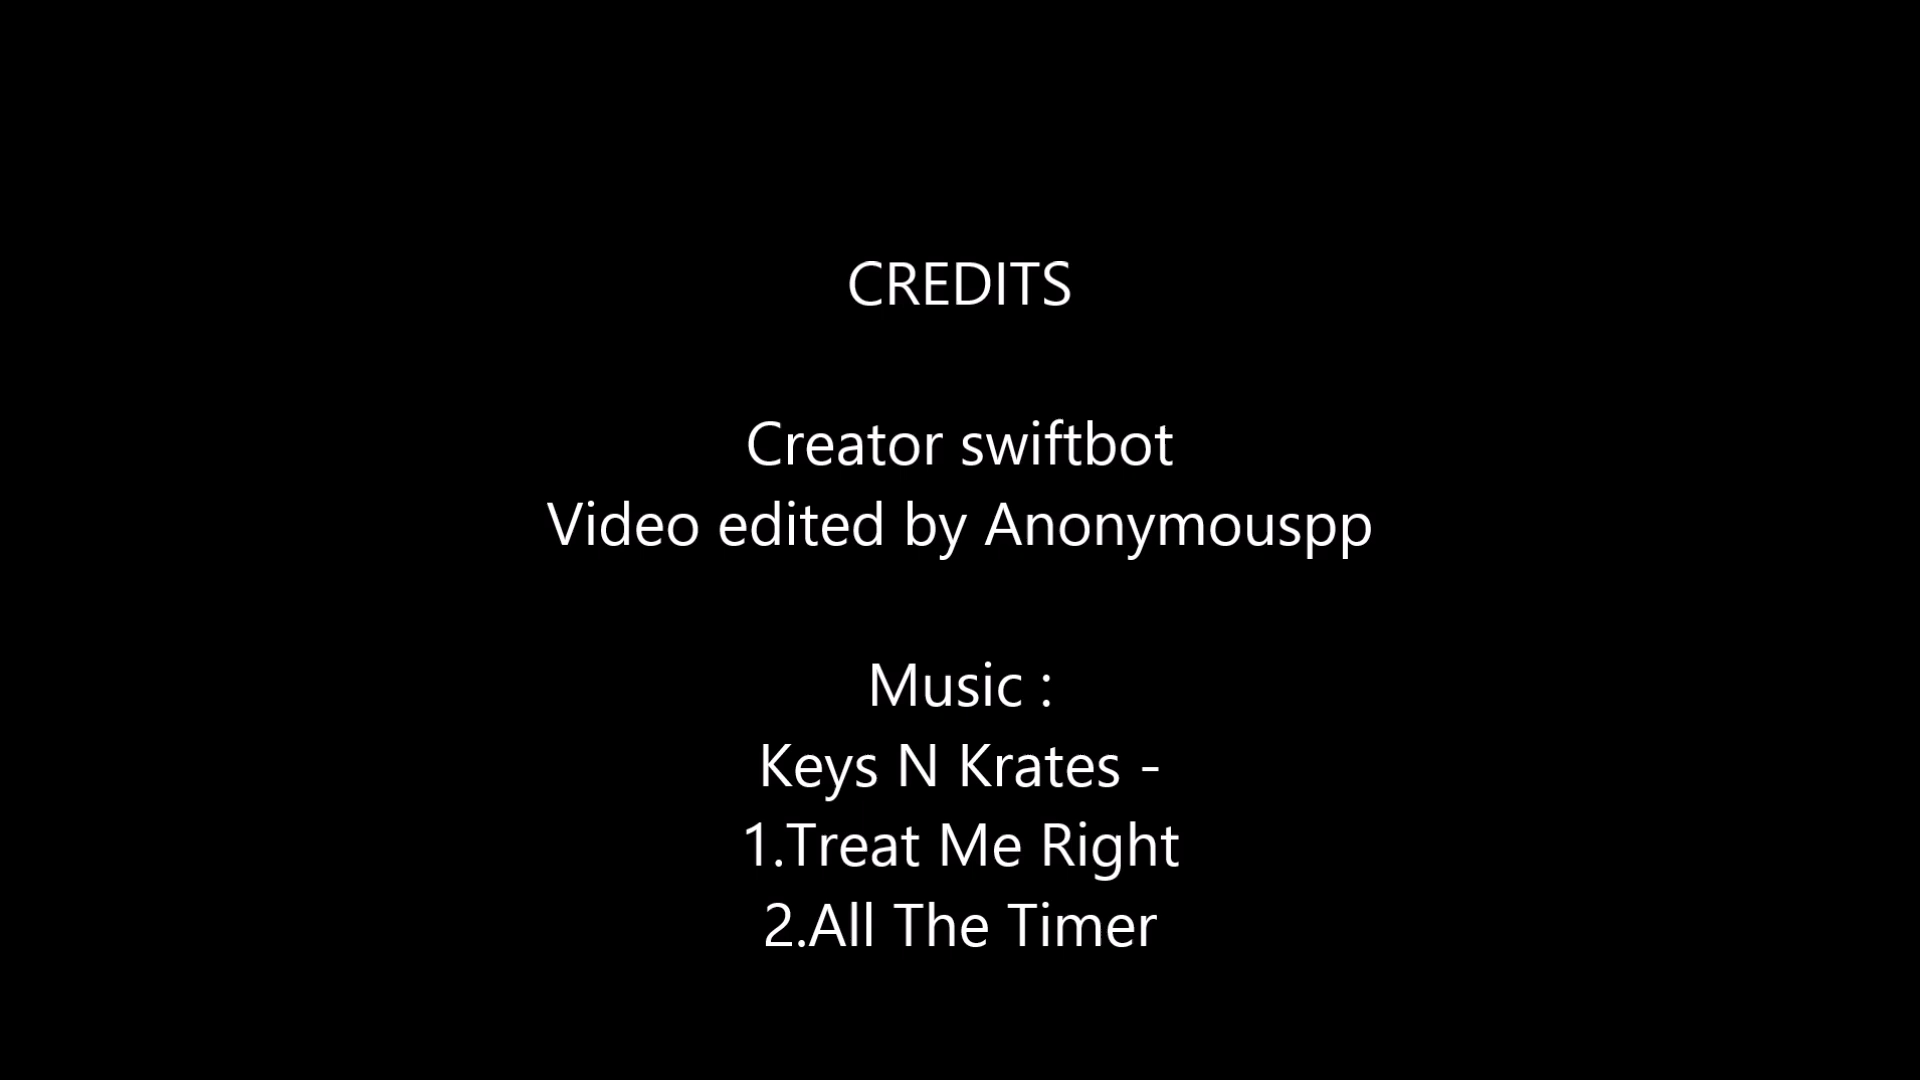 CREDITS
Creator swiftbot
Video edited by Anonymouspp
Music :
Keys N Krates -
1.Treat Me Right
2.All The Timer